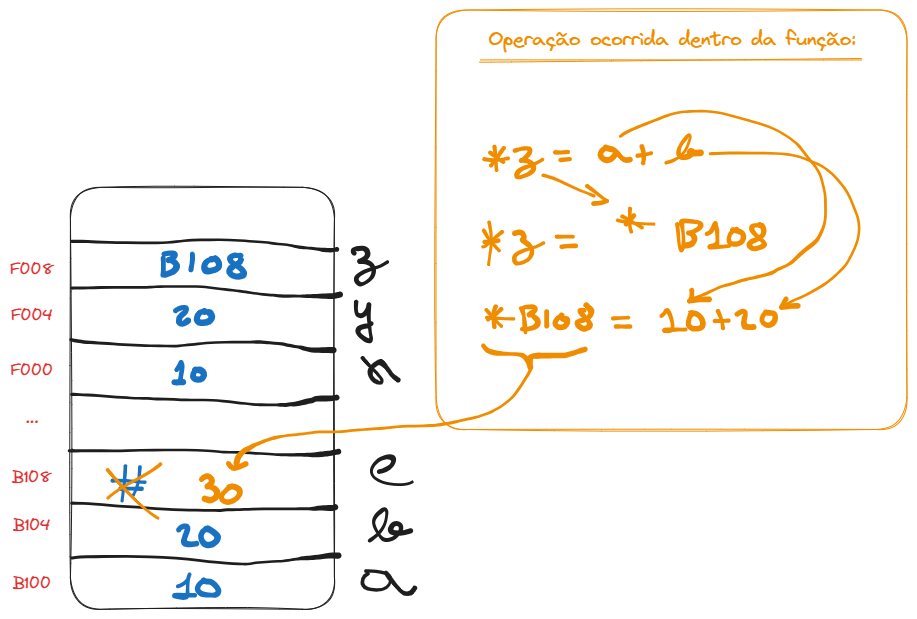 Operação ocorrida dentro da função:
*z = a + b
*z = * B108
*B108 = 10+20
F008 B108 z
F004 20 y
F000 10 x
...
B108 # 30 c
B104 20 b
B100 10 a